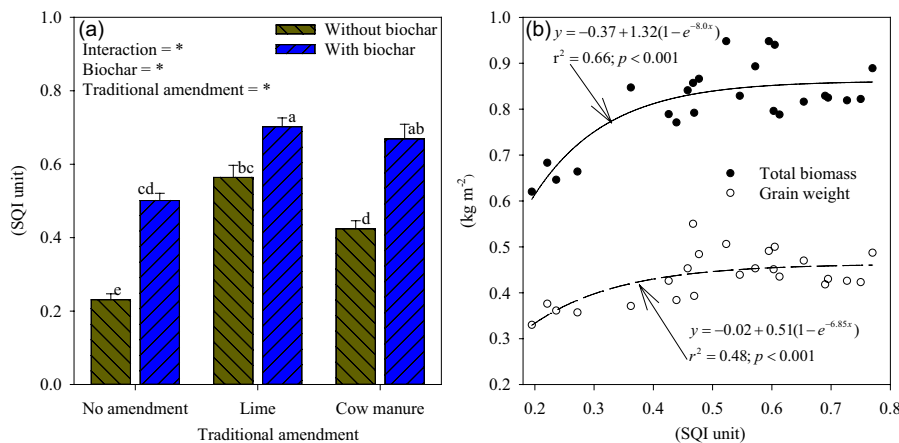 (a)
Without biochar
With biochar
Interaction = *
Biochar = *
Traditional amendment = *
(SQI unit)
1.0
0.8
0.6
0.4
0.2
0.0
e
cd
bc
a
d
ab
No amendment
Lime
Cow manure
Traditional amendment
(b)
y = −0.37 + 1.32(1 − e^{−8.0x})
r² = 0.66; p < 0.001
Total biomass
Grain weight
y = −0.02 + 0.51(1 − e^{−6.85x})
r² = 0.48; p < 0.001
(kg m⁻²)
1.0
0.9
0.8
0.7
0.6
0.5
0.4
0.3
0.2
0.2 0.3 0.4 0.5 0.6 0.7 0.8
(SQI unit)